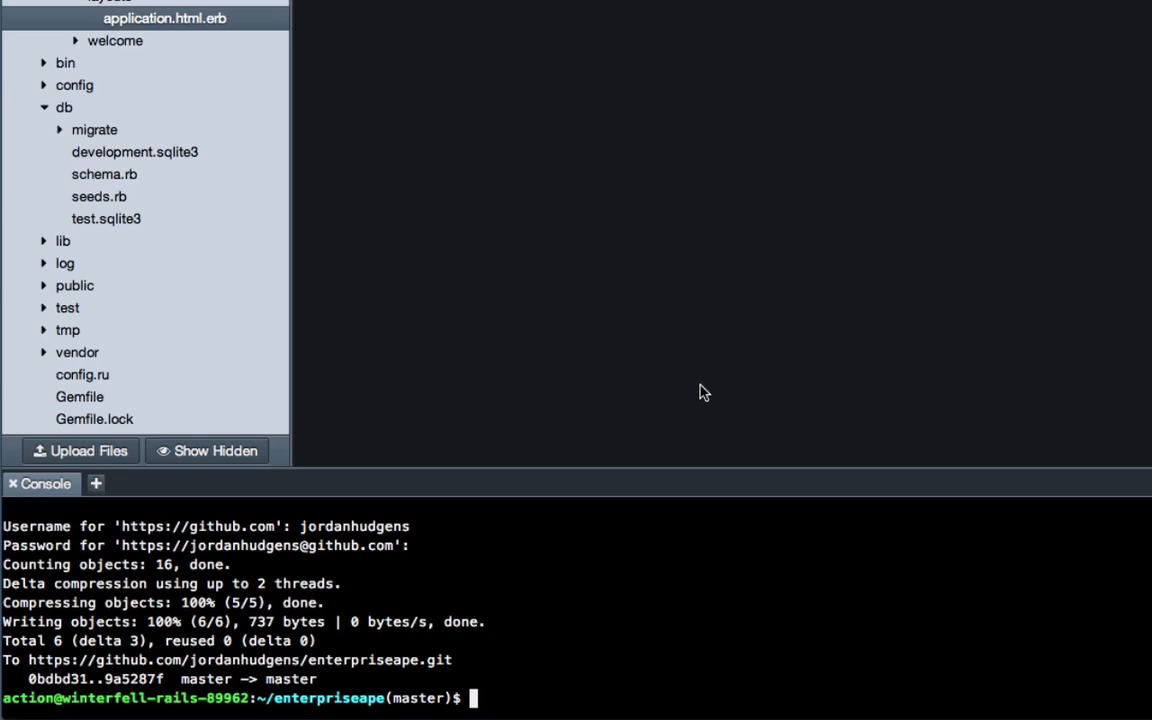 layouts
application.html.erb
welcome
bin
config
db
migrate
development.sqlite3
schema.rb
seeds.rb
test.sqlite3
lib
log
public
test
tmp
vendor
config.ru
Gemfile
Gemfile.lock
Upload Files Show Hidden
Console
Username for 'https://github.com': jordanhudgens
Password for 'https://jordanhudgens@github.com':
Counting objects: 16, done.
Delta compression using up to 2 threads.
Compressing objects: 100% (5/5), done.
Writing objects: 100% (6/6), 737 bytes | 0 bytes/s, done.
Total 6 (delta 3), reused 0 (delta 0)
To https://github.com/jordanhudgens/enterpriseape.git
0bdbd31..9a5287f master -> master
action@winterfell-rails-89962:~/enterpriseape(master)$